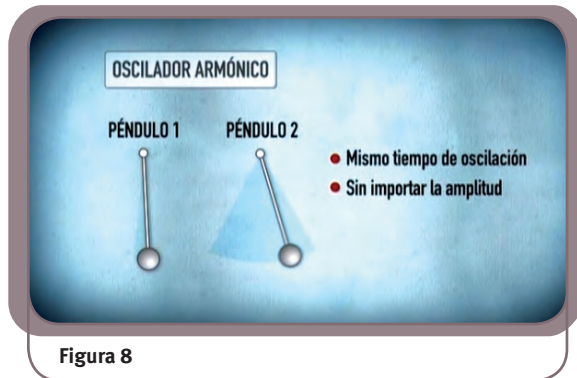 OSCILADOR ARMÓNICO
PÉNDULO 1 PÉNDULO 2
● Mismo tiempo de oscilación
● Sin importar la amplitud
Figura 8